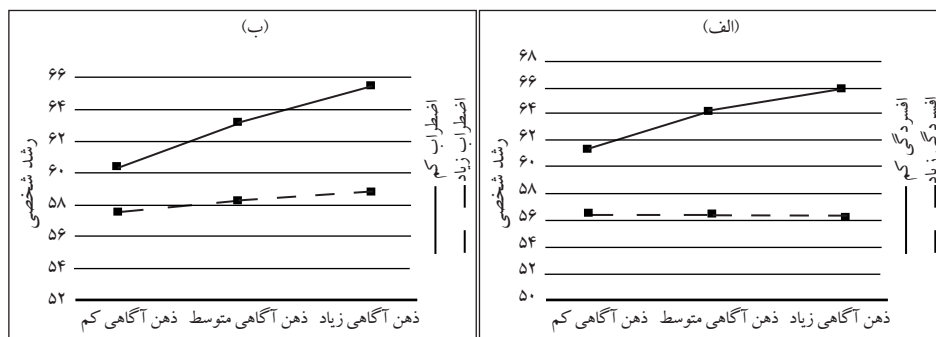 (الف)
۶۸
۶۶
۶۴
۶۲
۶۰
۵۸
۵۶
۵۴
۵۲
۵۰
رشد شخصی
ذهن آگاهی کم
ذهن آگاهی متوسط
ذهن آگاهی زیاد
افسردگی کم
افسردگی زیاد
(ب)
۶۶
۶۴
۶۲
۶۰
۵۸
۵۶
۵۴
۵۲
رشد شخصی
ذهن آگاهی کم
ذهن آگاهی متوسط
ذهن آگاهی زیاد
اضطراب کم
اضطراب زیاد